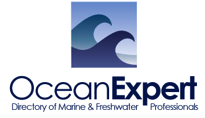 OceanExpert
Directory of Marine & Freshwater Professionals